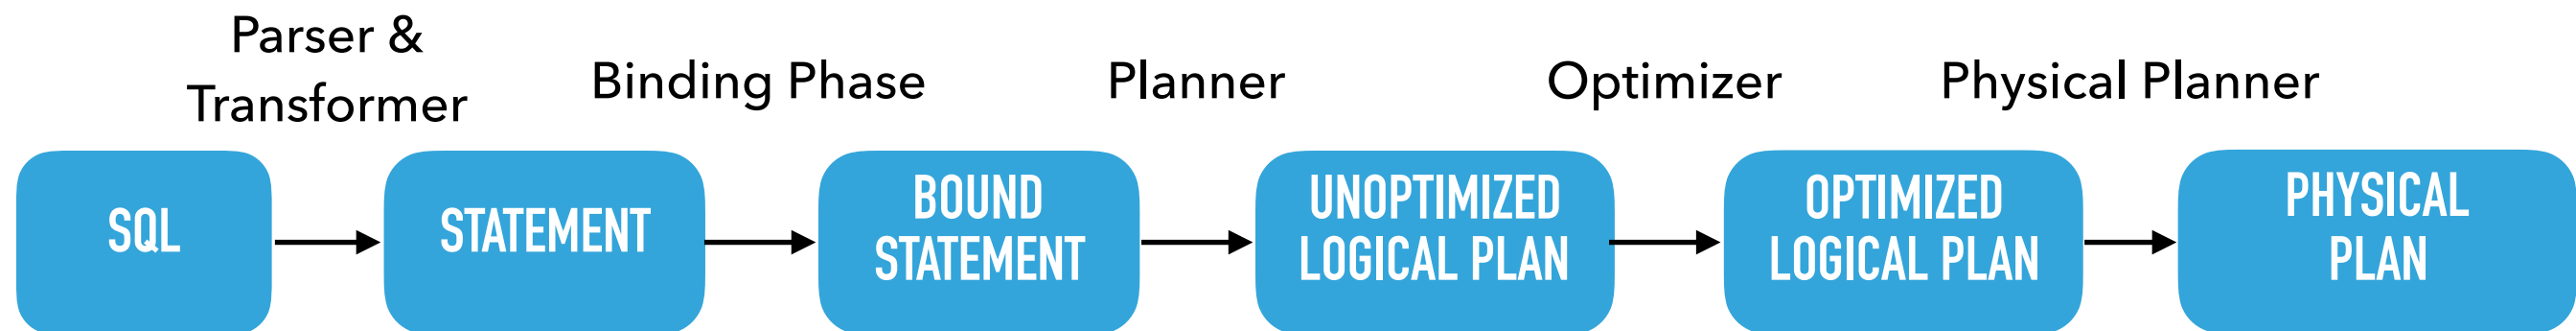 Parser &
Transformer
Binding Phase
Planner
Optimizer
Physical Planner
SQL
STATEMENT
BOUND
STATEMENT
UNOPTIMIZED
LOGICAL PLAN
OPTIMIZED
LOGICAL PLAN
PHYSICAL
PLAN